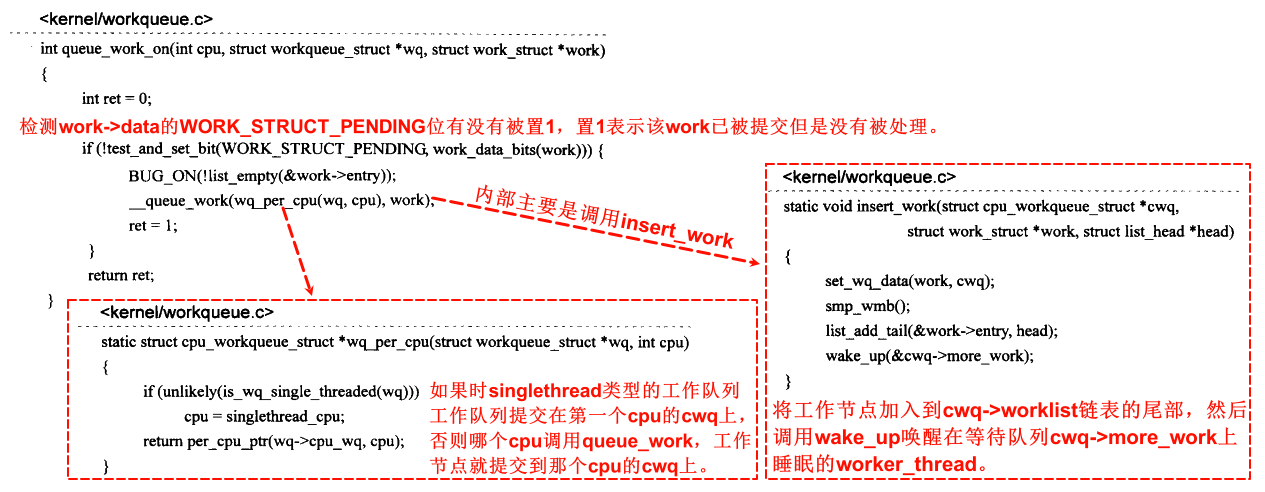 <kernel/workqueue.c>
int queue_work_on(int cpu, struct workqueue_struct *wq, struct work_struct *work)
{
int ret = 0;
检测work->data的WORK_STRUCT_PENDING位有没有被置1，置1表示该work已被提交但是没有被处理。
if (!test_and_set_bit(WORK_STRUCT_PENDING, work_data_bits(work))) {
BUG_ON(!list_empty(&work->entry));
__queue_work(wq_per_cpu(wq, cpu), work);
ret = 1;
}
return ret;
}
内部主要是调用insert_work
<kernel/workqueue.c>
static void insert_work(struct cpu_workqueue_struct *cwq,
struct work_struct *work, struct list_head *head)
{
set_wq_data(work, cwq);
smp_wmb();
list_add_tail(&work->entry, head);
wake_up(&cwq->more_work);
}
将工作节点加入到cwq->worklist链表的尾部，然后
调用wake_up唤醒在等待队列cwq->more_work上
睡眠的worker_thread。
<kernel/workqueue.c>
static struct cpu_workqueue_struct *wq_per_cpu(struct workqueue_struct *wq, int cpu)
{
if (unlikely(is_wq_single_threaded(wq)))
cpu = singlethread_cpu;
return per_cpu_ptr(wq->cpu_wq, cpu);
}
如果时singlethread类型的工作队列
工作队列提交在第一个cpu的cwq上，
否则哪个cpu调用queue_work，工作
节点就提交到那个cpu的cwq上。